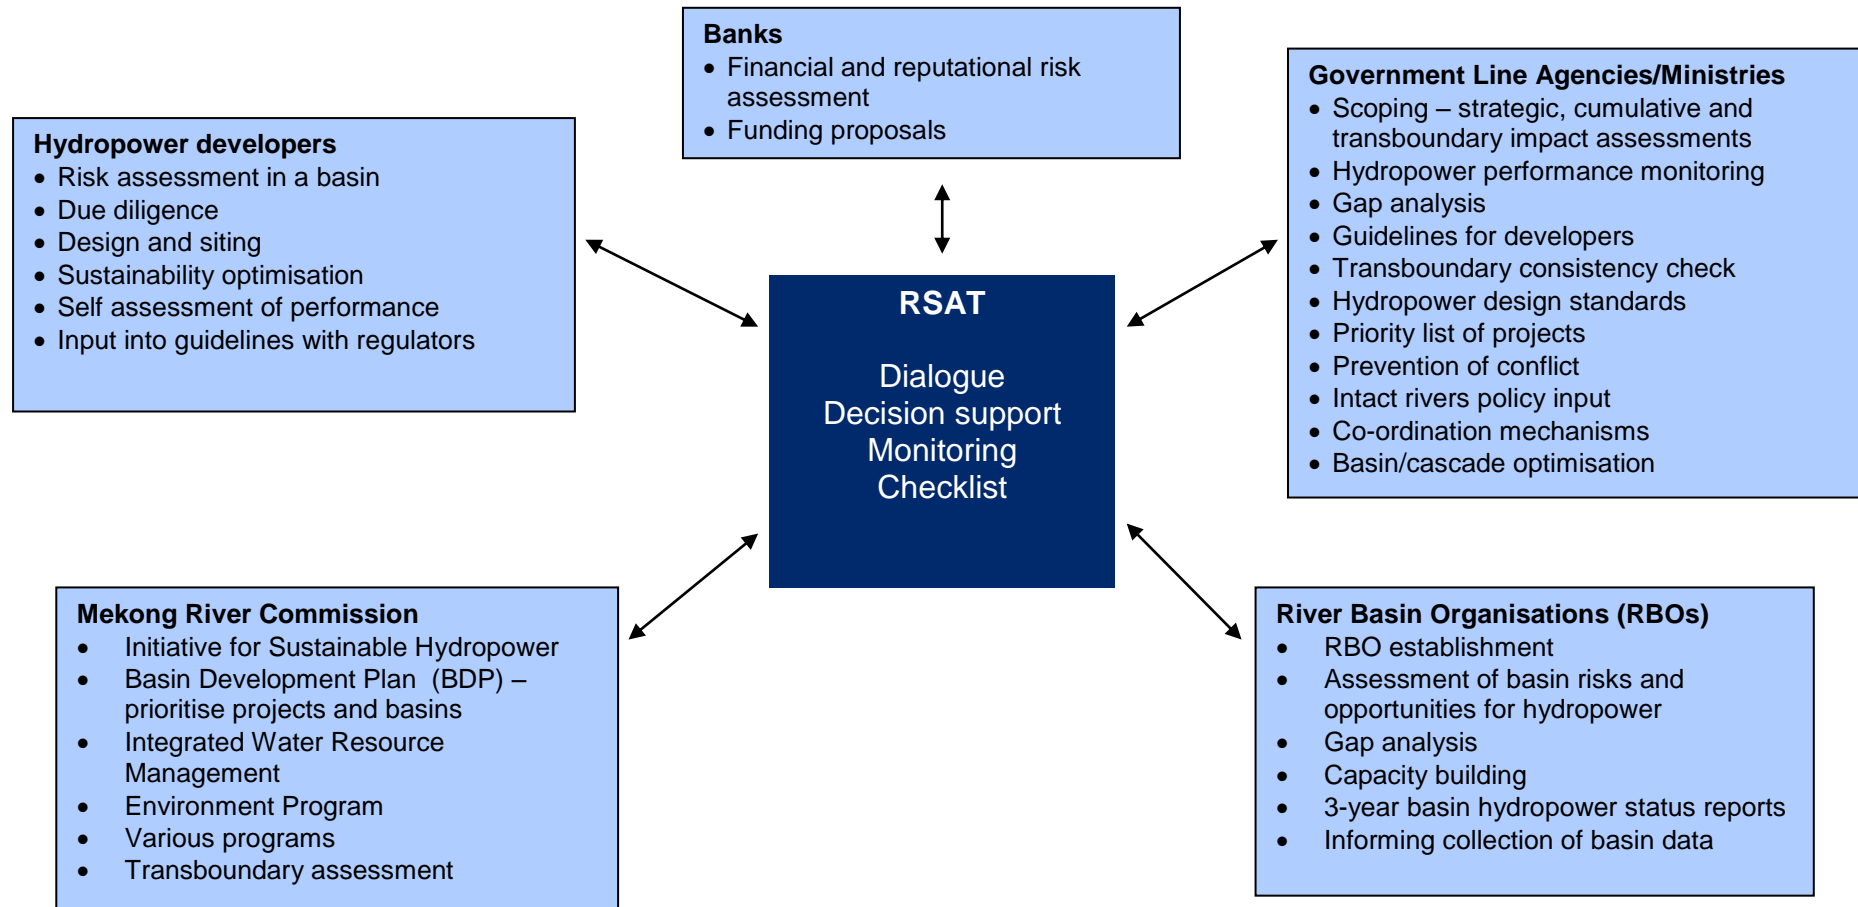 Banks
• Financial and reputational risk
assessment
• Funding proposals
Hydropower developers
• Risk assessment in a basin
• Due diligence
• Design and siting
• Sustainability optimisation
• Self assessment of performance
• Input into guidelines with regulators
Government Line Agencies/Ministries
• Scoping – strategic, cumulative and
transboundary impact assessments
• Hydropower performance monitoring
• Gap analysis
• Guidelines for developers
• Transboundary consistency check
• Hydropower design standards
• Priority list of projects
• Prevention of conflict
• Intact rivers policy input
• Co-ordination mechanisms
• Basin/cascade optimisation
RSAT
Dialogue
Decision support
Monitoring
Checklist
Mekong River Commission
• Initiative for Sustainable Hydropower
• Basin Development Plan (BDP) –
prioritise projects and basins
• Integrated Water Resource
Management
• Environment Program
• Various programs
• Transboundary assessment
River Basin Organisations (RBOs)
• RBO establishment
• Assessment of basin risks and
opportunities for hydropower
• Gap analysis
• Capacity building
• 3-year basin hydropower status reports
• Informing collection of basin data